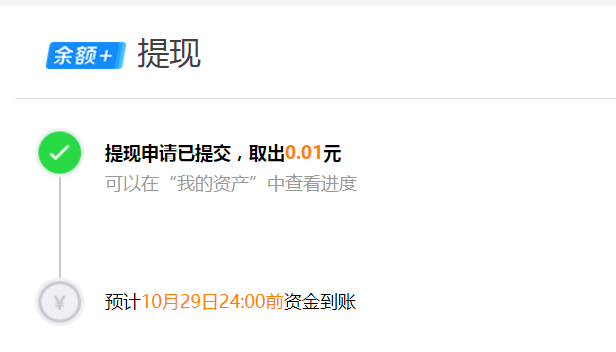 余额+ 提现
提现申请已提交，取出0.01元
可以在“我的资产”中查看进度
¥
预计10月29日24:00前资金到账